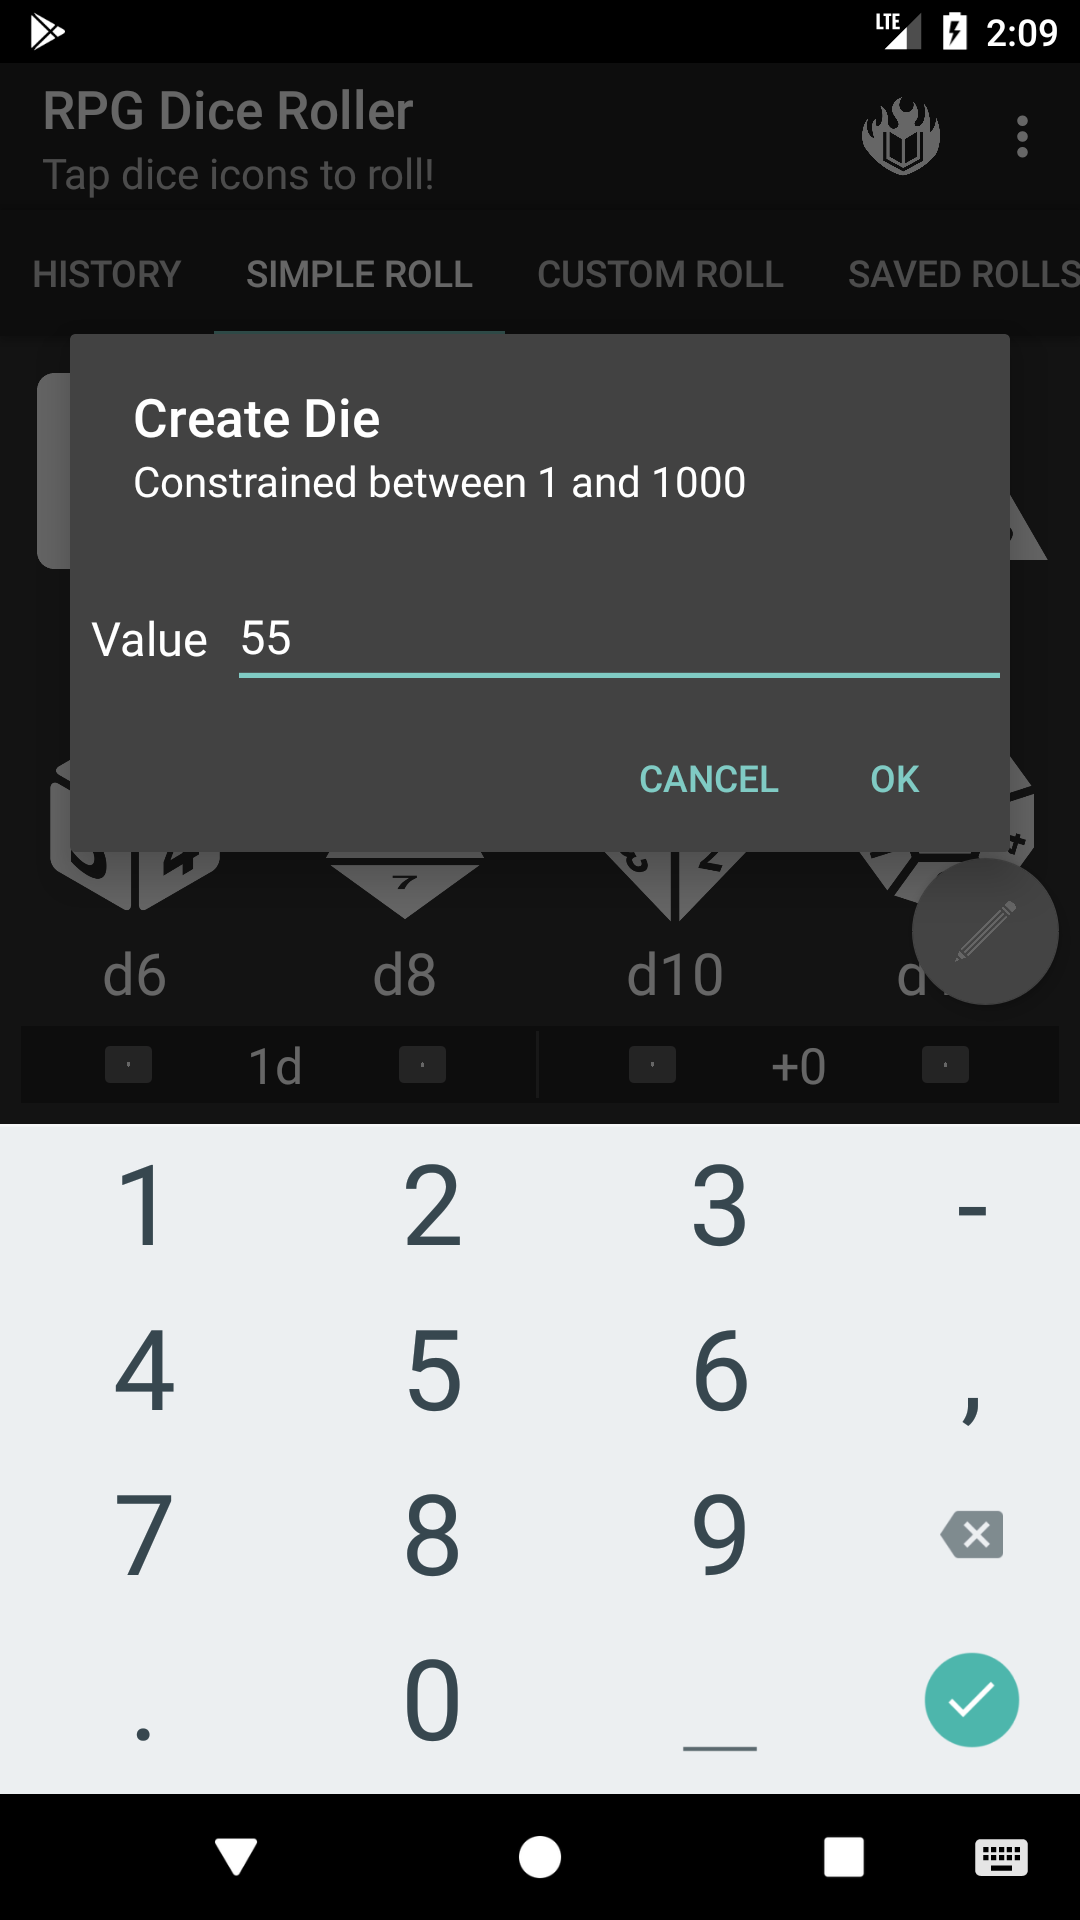 LTE 2:09
RPG Dice Roller
Tap dice icons to roll!
HISTORY SIMPLE ROLL CUSTOM ROLL SAVED ROLLS
Create Die
Constrained between 1 and 1000
Value 55
CANCEL OK
7
d6 d8 d10
1d +0
1 2 3 -
4 5 6 ,
7 8 9
. 0 _